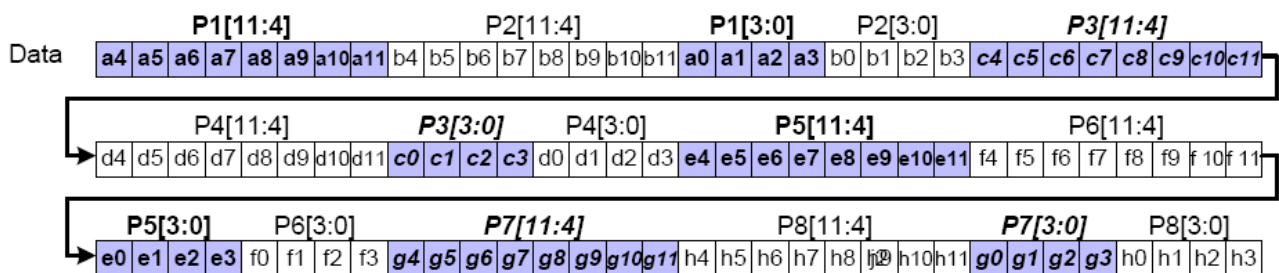 P1[11:4] P2[11:4] P1[3:0] P2[3:0] P3[11:4]
Data a4 a5 a6 a7 a8 a9 a10 a11 b4 b5 b6 b7 b8 b9 b10 b11 a0 a1 a2 a3 b0 b1 b2 b3 c4 c5 c6 c7 c8 c9 c10 c11
P4[11:4] P3[3:0] P4[3:0] P5[11:4] P6[11:4]
d4 d5 d6 d7 d8 d9 d10 d11 c0 c1 c2 c3 d0 d1 d2 d3 e4 e5 e6 e7 e8 e9 e10 e11 f4 f5 f6 f7 f8 f9 f 10 f 11
P5[3:0] P6[3:0] P7[11:4] P8[11:4] P7[3:0] P8[3:0]
e0 e1 e2 e3 f0 f1 f2 f3 g4 g5 g6 g7 g8 g9 g10 g11 h4 h5 h6 h7 h8 h10 h11 g0 g1 g2 g3 h0 h1 h2 h3